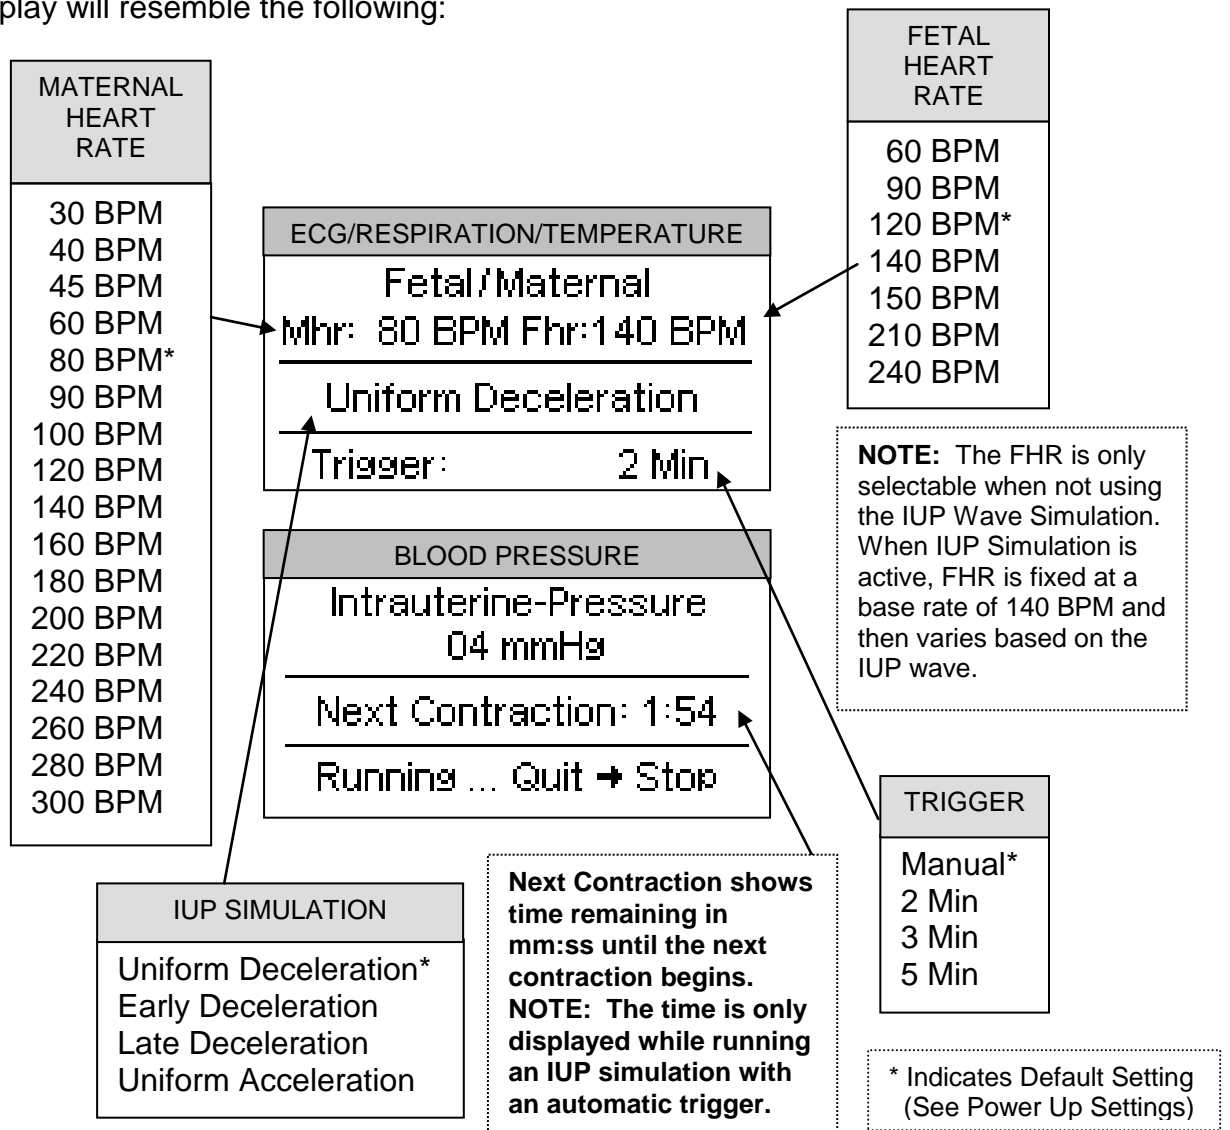 play will resemble the following:
MATERNAL
HEART
RATE
30 BPM
40 BPM
45 BPM
60 BPM
80 BPM*
90 BPM
100 BPM
120 BPM
140 BPM
160 BPM
180 BPM
200 BPM
220 BPM
240 BPM
260 BPM
280 BPM
300 BPM
ECG/RESPIRATION/TEMPERATURE
Fetal/Maternal
Mhr: 80 BPM Fhr:140 BPM
Uniform Deceleration
Trigger: 2 Min
BLOOD PRESSURE
Intrauterine-Pressure
04 mmHg
Next Contraction: 1:54
Running ... Quit → Stop
FETAL
HEART
RATE
60 BPM
90 BPM
120 BPM*
140 BPM
150 BPM
210 BPM
240 BPM
NOTE: The FHR is only
selectable when not using
the IUP Wave Simulation.
When IUP Simulation is
active, FHR is fixed at a
base rate of 140 BPM and
then varies based on the
IUP wave.
IUP SIMULATION
Uniform Deceleration*
Early Deceleration
Late Deceleration
Uniform Acceleration
Next Contraction shows
time remaining in
mm:ss until the next
contraction begins.
NOTE: The time is only
displayed while running
an IUP simulation with
an automatic trigger.
TRIGGER
Manual*
2 Min
3 Min
5 Min
* Indicates Default Setting
(See Power Up Settings)